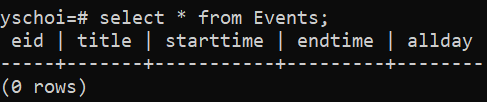 yschoi=# select * from Events;
 eid | title | starttime | endtime | allday
-----+-------+-----------+---------+--------
(0 rows)